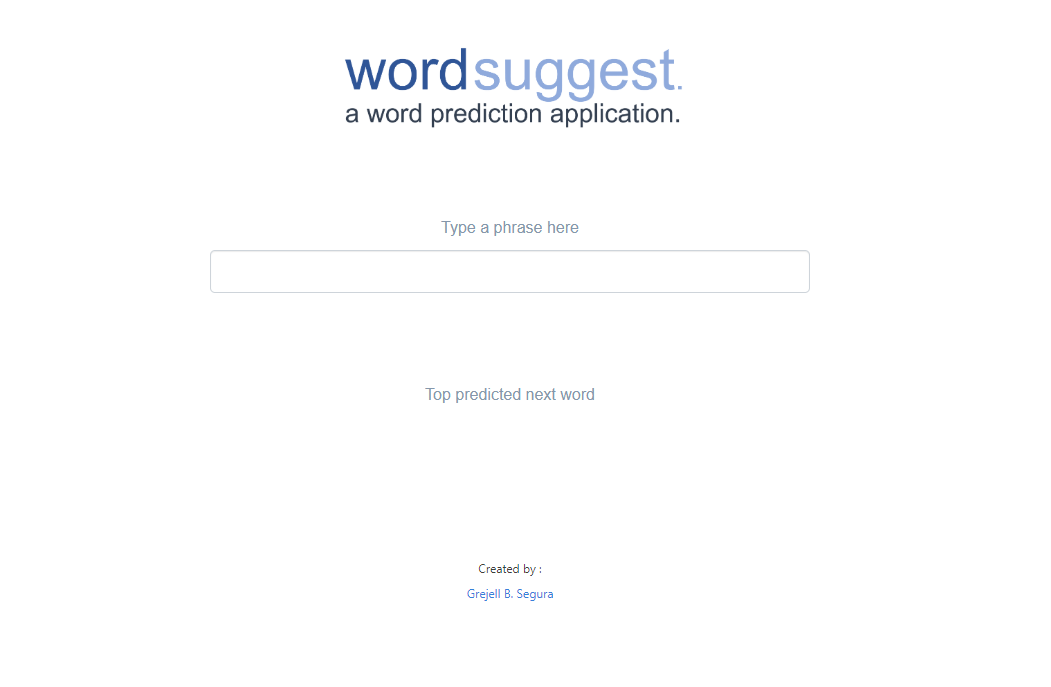 wordsuggest.
a word prediction application.
Type a phrase here
Top predicted next word
Created by :
Grejell B. Segura